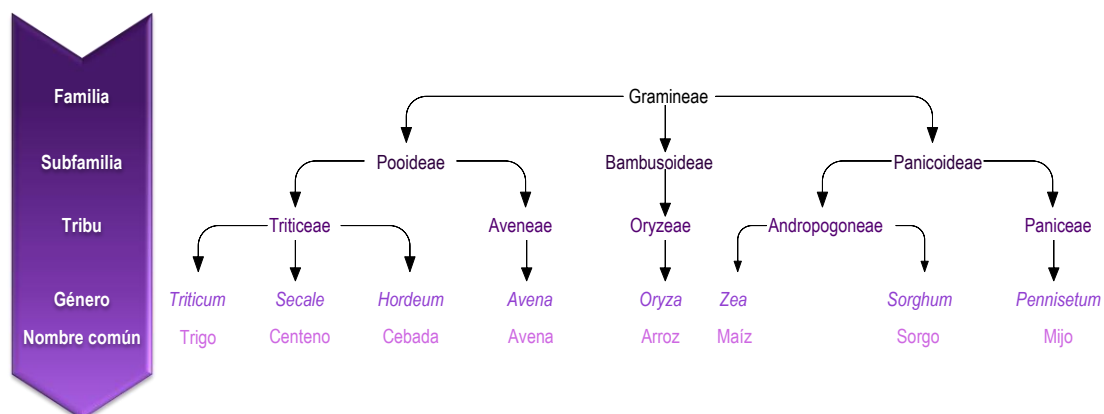 Familia
Gramineae
Subfamilia
Pooideae
Bambusoideae
Panicoideae
Tribu
Triticeae
Aveneae
Oryzeae
Andropogoneae
Paniceae
Género
Triticum
Secale
Hordeum
Avena
Oryza
Zea
Sorghum
Pennisetum
Nombre común
Trigo
Centeno
Cebada
Avena
Arroz
Maíz
Sorgo
Mijo